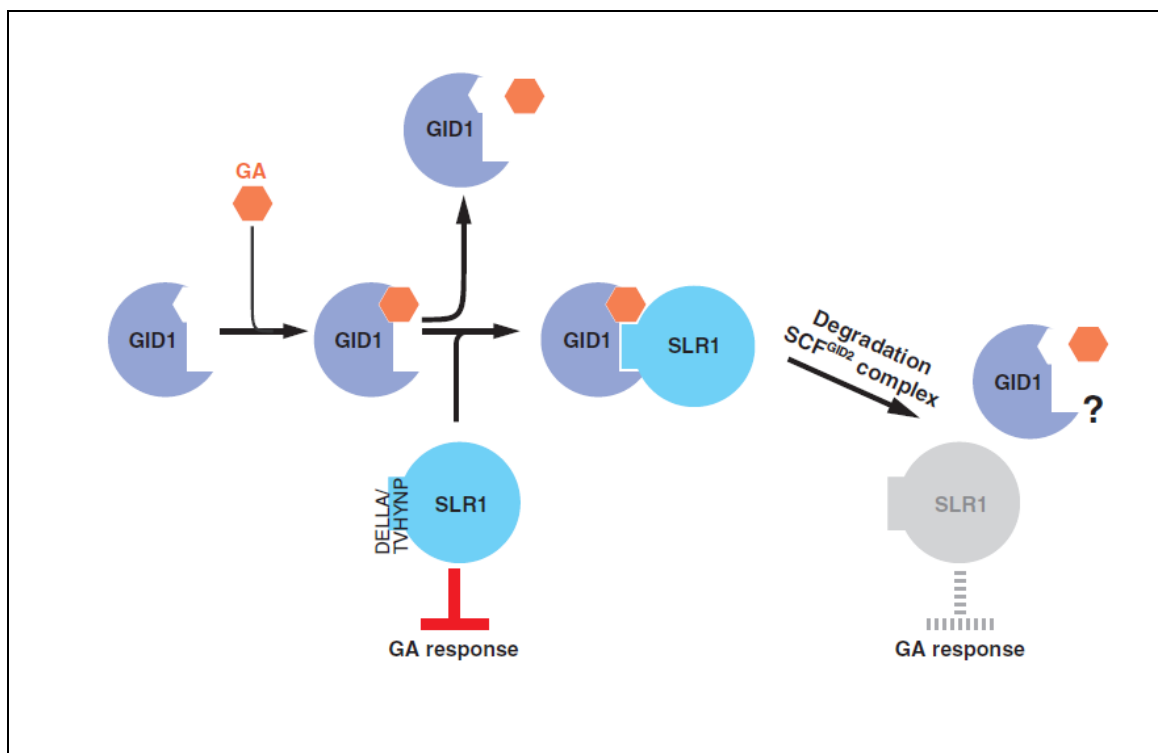 GID1
GA
GID1
GID1
GID1
SLR1
Degradation
SCFGID2 complex
GID1
?
DELLA/
TVHYNP
SLR1
SLR1
GA response
GA response